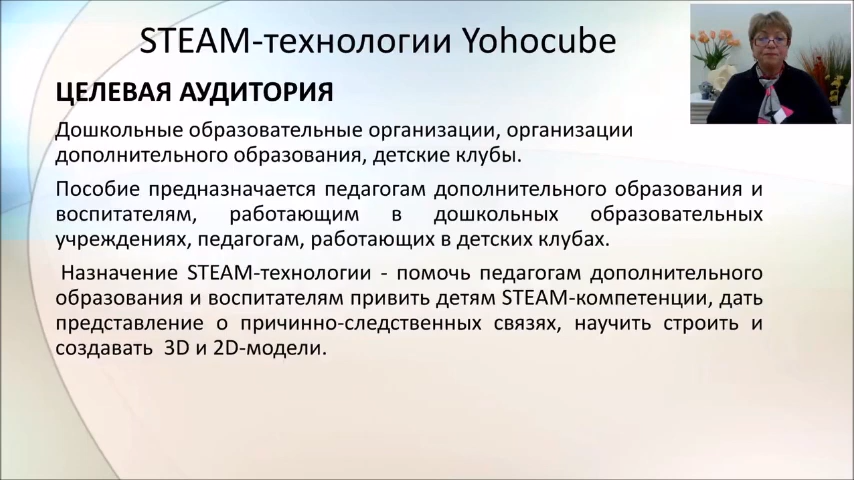 STEAM-технологии Yohocube
ЦЕЛЕВАЯ АУДИТОРИЯ
Дошкольные образовательные организации, организации
дополнительного образования, детские клубы.
Пособие предназначается педагогам дополнительного образования и
воспитателям, работающим в дошкольных образовательных
учреждениях, педагогам, работающих в детских клубах.
Назначение STEAM-технологии - помочь педагогам дополнительного
образования и воспитателям привить детям STEAM-компетенции, дать
представление о причинно-следственных связях, научить строить и
создавать 3D и 2D-модели.